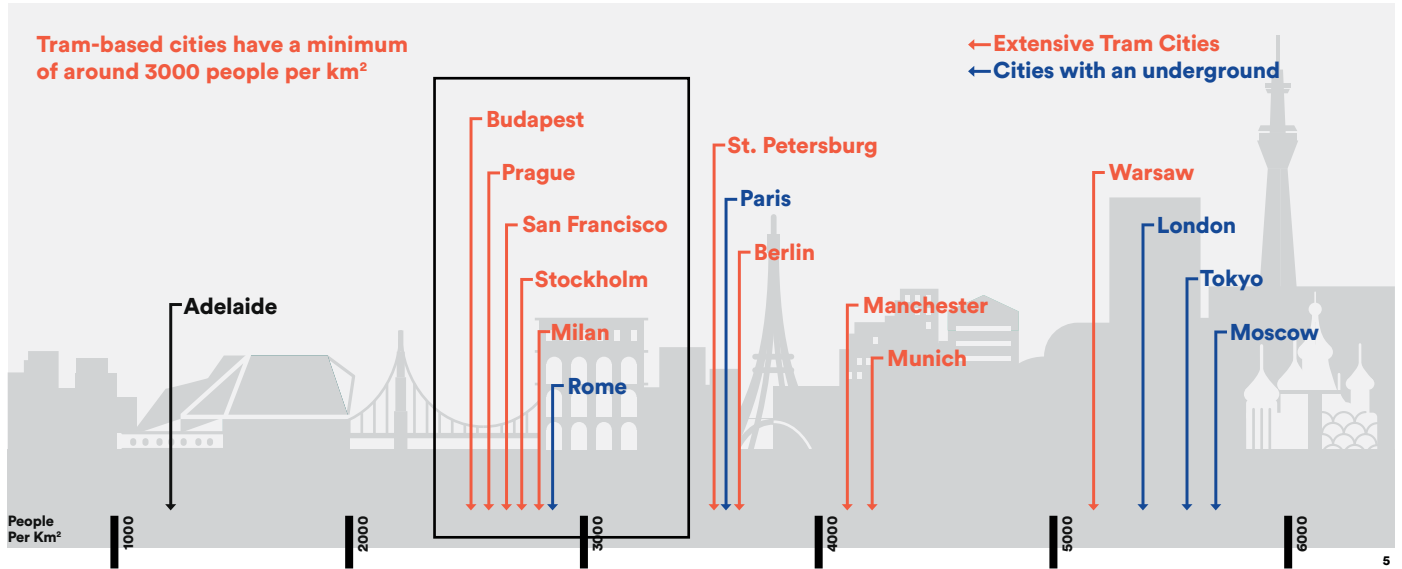 Tram-based cities have a minimum
of around 3000 people per km²
←Extensive Tram Cities
←Cities with an underground
Budapest
Prague
San Francisco
Stockholm
Milan
Rome
Adelaide
St. Petersburg
Paris
Berlin
Manchester
Munich
Warsaw
London
Tokyo
Moscow
People
Per Km²
1000
2000
3000
4000
5000
6000
5